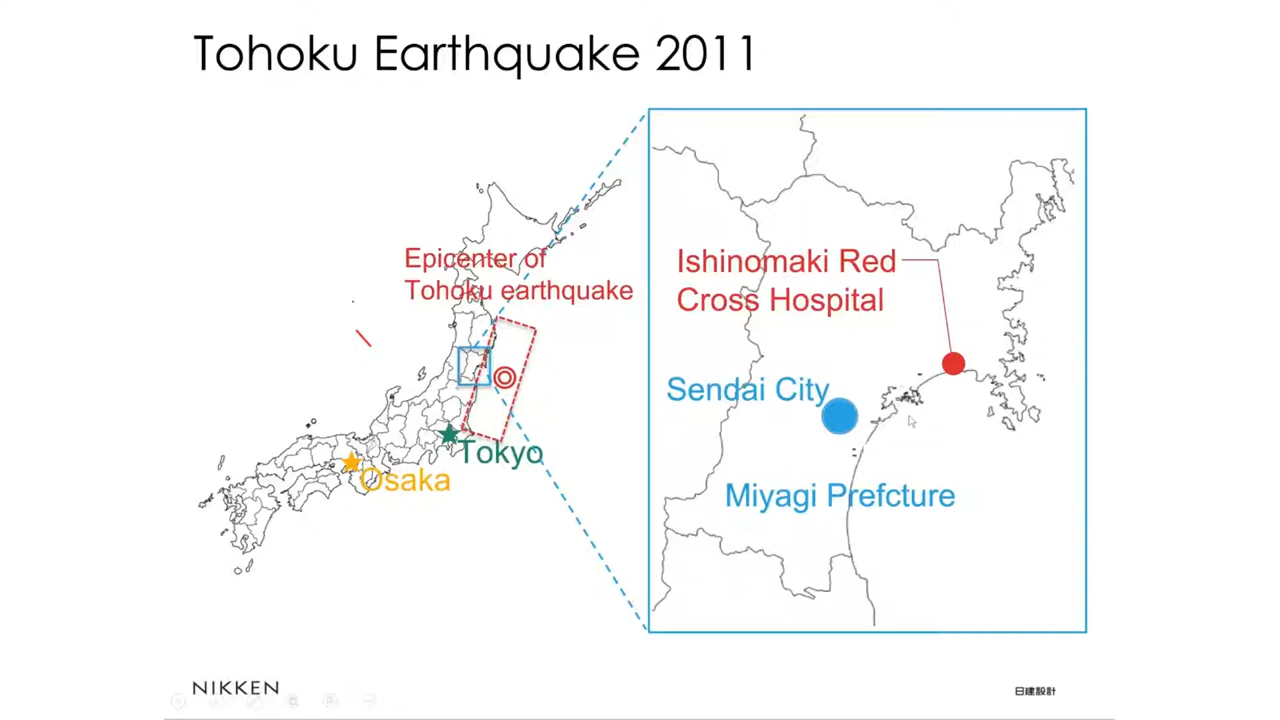 Tohoku Earthquake 2011
Epicenter of
Tohoku earthquake
Tokyo
Osaka
Ishinomaki Red
Cross Hospital
Sendai City
Miyagi Prefcture
NIKKEN
日建設計